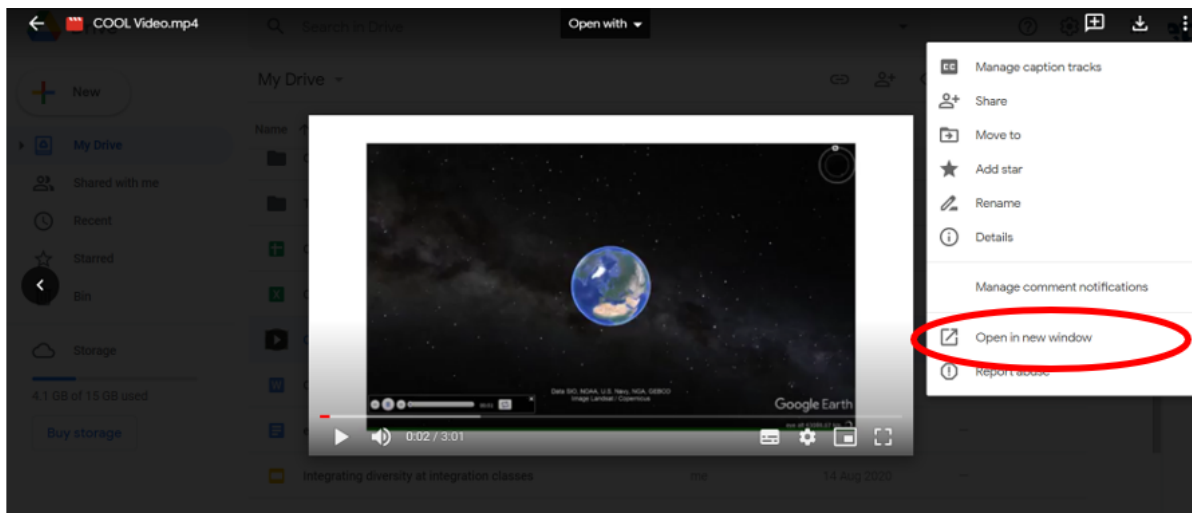 COOL Video.mp4
Search in Drive
Open with
New
My Drive
My Drive
Shared with me
Recent
Starred
Bin
Storage
4.1 GB of 15 GB used
Buy storage
Name
Data SIO, NOAA, U.S. Navy, NGA, GEBCO
Image Landsat / Copernicus
Google Earth
0:02 / 3:01
Integrating diversity at integration classes me 14 Aug 2020
Manage caption tracks
Share
Move to
Add star
Rename
Details
Manage comment notifications
Open in new window
Report abuse